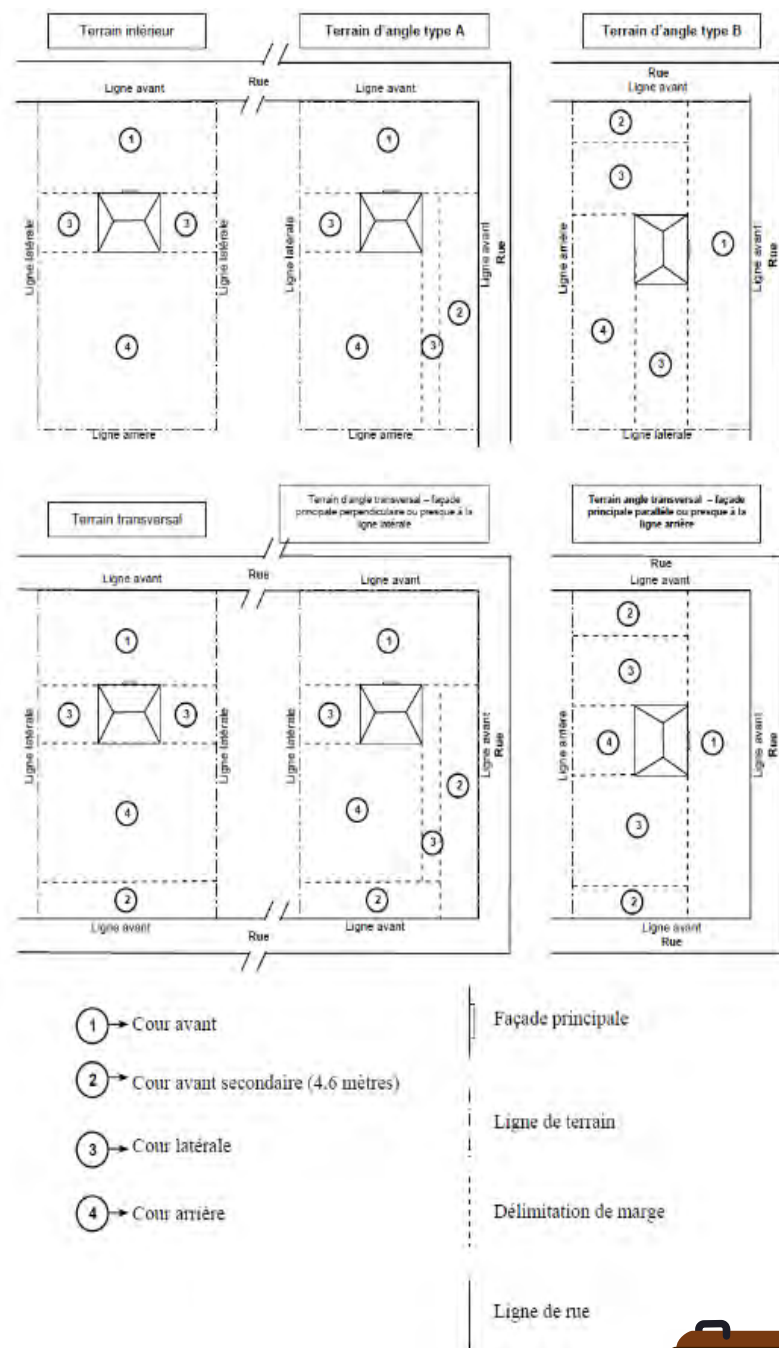 Terrain intérieur
Terrain d'angle type A
Terrain d'angle type B
Rue
Rue
Ligne avant
Ligne avant
Ligne avant
1
1
2
3
3
3
3
1
Ligne latérale
Ligne latérale
Ligne latérale
Ligne avant
Rue
Ligne arrière
Ligne avant
Rue
2
4
4
3
4
3
Ligne arrière
Ligne arrière
Ligne latérale
Terrain transversal
Terrain d'angle transversal – façade
principale perpendiculaire ou presque à la
ligne latérale
Terrain angle transversal – façade
principale parallèle ou presque à la
ligne arrière
Rue
Rue
Ligne avant
Ligne avant
Ligne avant
1
1
2
3
3
3
3
4
1
Ligne latérale
Ligne latérale
Ligne latérale
Ligne avant
Rue
Ligne arrière
Ligne avant
Rue
2
4
4
3
3
2
2
2
Ligne avant
Ligne avant
Ligne avant
Rue
Rue
1 Cour avant
Façade principale
2 Cour avant secondaire (4.6 mètres)
Ligne de terrain
3 Cour latérale
4 Cour arrière
Délimitation de marge
Ligne de rue